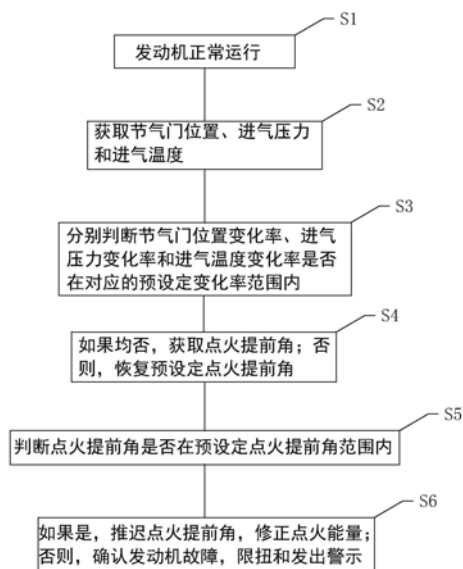 S1
发动机正常运行
S2
获取节气门位置、进气压力
和进气温度
S3
分别判断节气门位置变化率、进气
压力变化率和进气温度变化率是否
在对应的预设定变化率范围内
S4
如果均否，获取点火提前角；否
则，恢复预设定点火提前角
S5
判断点火提前角是否在预设定点火提前角范围内
S6
如果是，推迟点火提前角，修正点火能量；
否则，确认发动机故障，限扭和发出警示